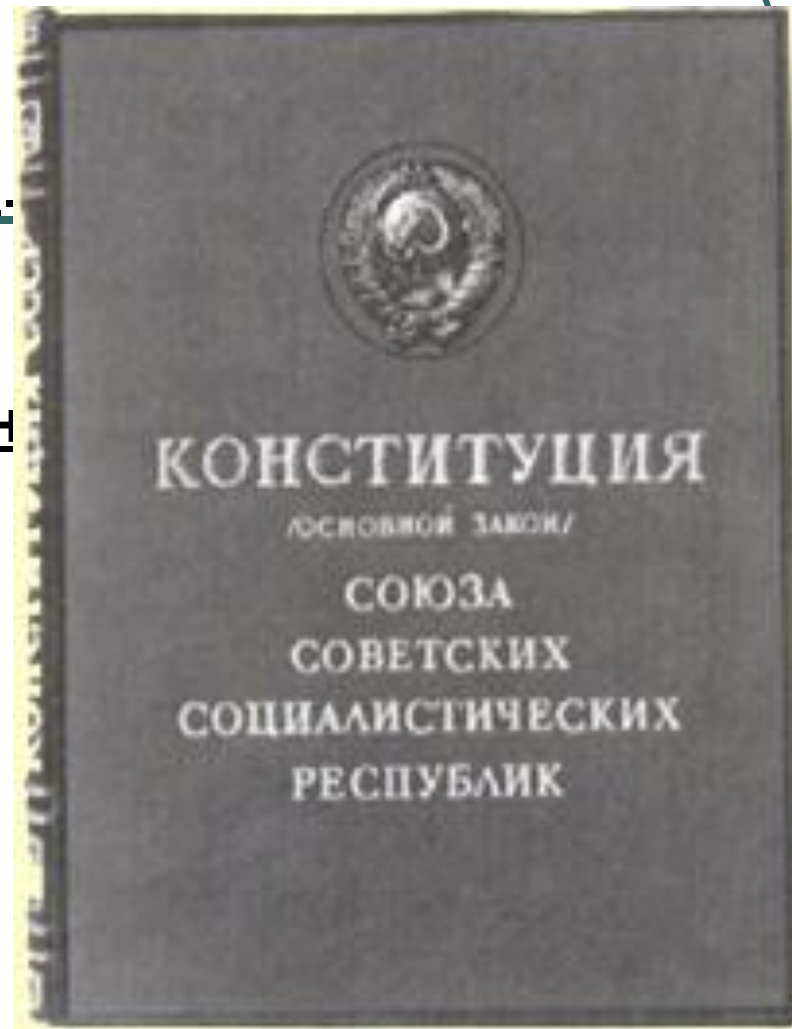 КОНСТИТУЦИЯ
/ОСНОВНОЙ ЗАКОН/
СОЮЗА
СОВЕТСКИХ
СОЦИАЛИСТИЧЕСКИХ
РЕСПУБЛИК